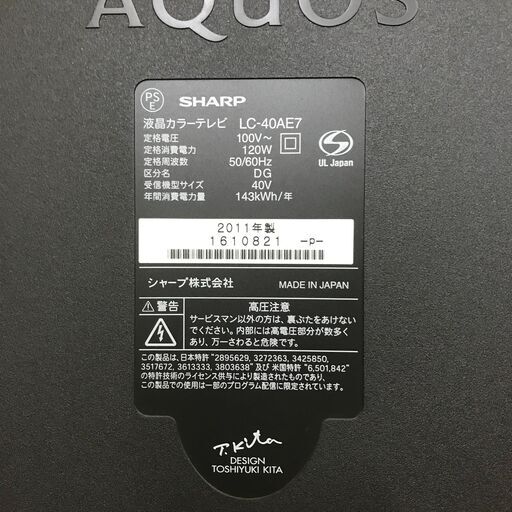 AQUOS
PS
E
SHARP
液晶カラーテレビ LC-40AE7
定格電圧 100V～
定格消費電力 120W
定格周波数 50/60Hz
区分名 DG
受信機型サイズ 40V
年間消費電力量 143kWh/年
S
UL Japan
2011年製
1610821 -p-
シャープ株式会社 MADE IN JAPAN
警告 高圧注意
サービスマン以外の方は、裏ぶたをあけない
でください。内部には高電圧部分が数多く
あり、万一さわると危険です。
この製品は、日本特許 "2895629, 3272363, 3425850,
3517672, 3613333, 3803638" 及び 米国特許 "6,501,842"
の特許技術のライセンス供与により製造されたものであり、
この製品での使用は一部のプログラム配信に限定されています。
T.Kita
DESIGN
TOSHIYUKI KITA